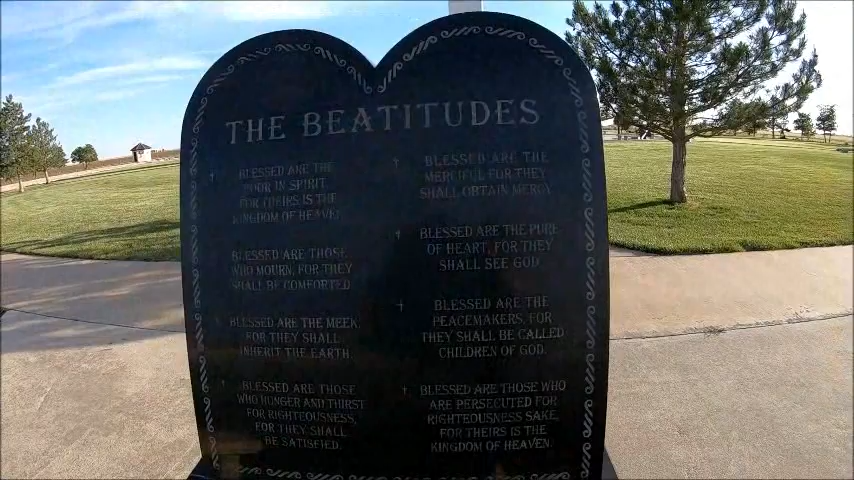 THE BEATITUDES
BLESSED ARE THE
POOR IN SPIRIT,
FOR THEIRS IS THE
KINGDOM OF HEAVEN.
BLESSED ARE THOSE
WHO MOURN, FOR THEY
SHALL BE COMFORTED.
BLESSED ARE THE MEEK,
FOR THEY SHALL
INHERIT THE EARTH.
BLESSED ARE THOSE
WHO HUNGER AND THIRST
FOR RIGHTEOUSNESS,
FOR THEY SHALL
BE SATISFIED.
BLESSED ARE THE
MERCIFUL FOR THEY
SHALL OBTAIN MERCY.
BLESSED ARE THE PURE
OF HEART, FOR THEY
SHALL SEE GOD.
BLESSED ARE THE
PEACEMAKERS, FOR
THEY SHALL BE CALLED
CHILDREN OF GOD.
BLESSED ARE THOSE WHO
ARE PERSECUTED FOR
RIGHTEOUSNESS SAKE,
FOR THEIRS IS THE
KINGDOM OF HEAVEN.